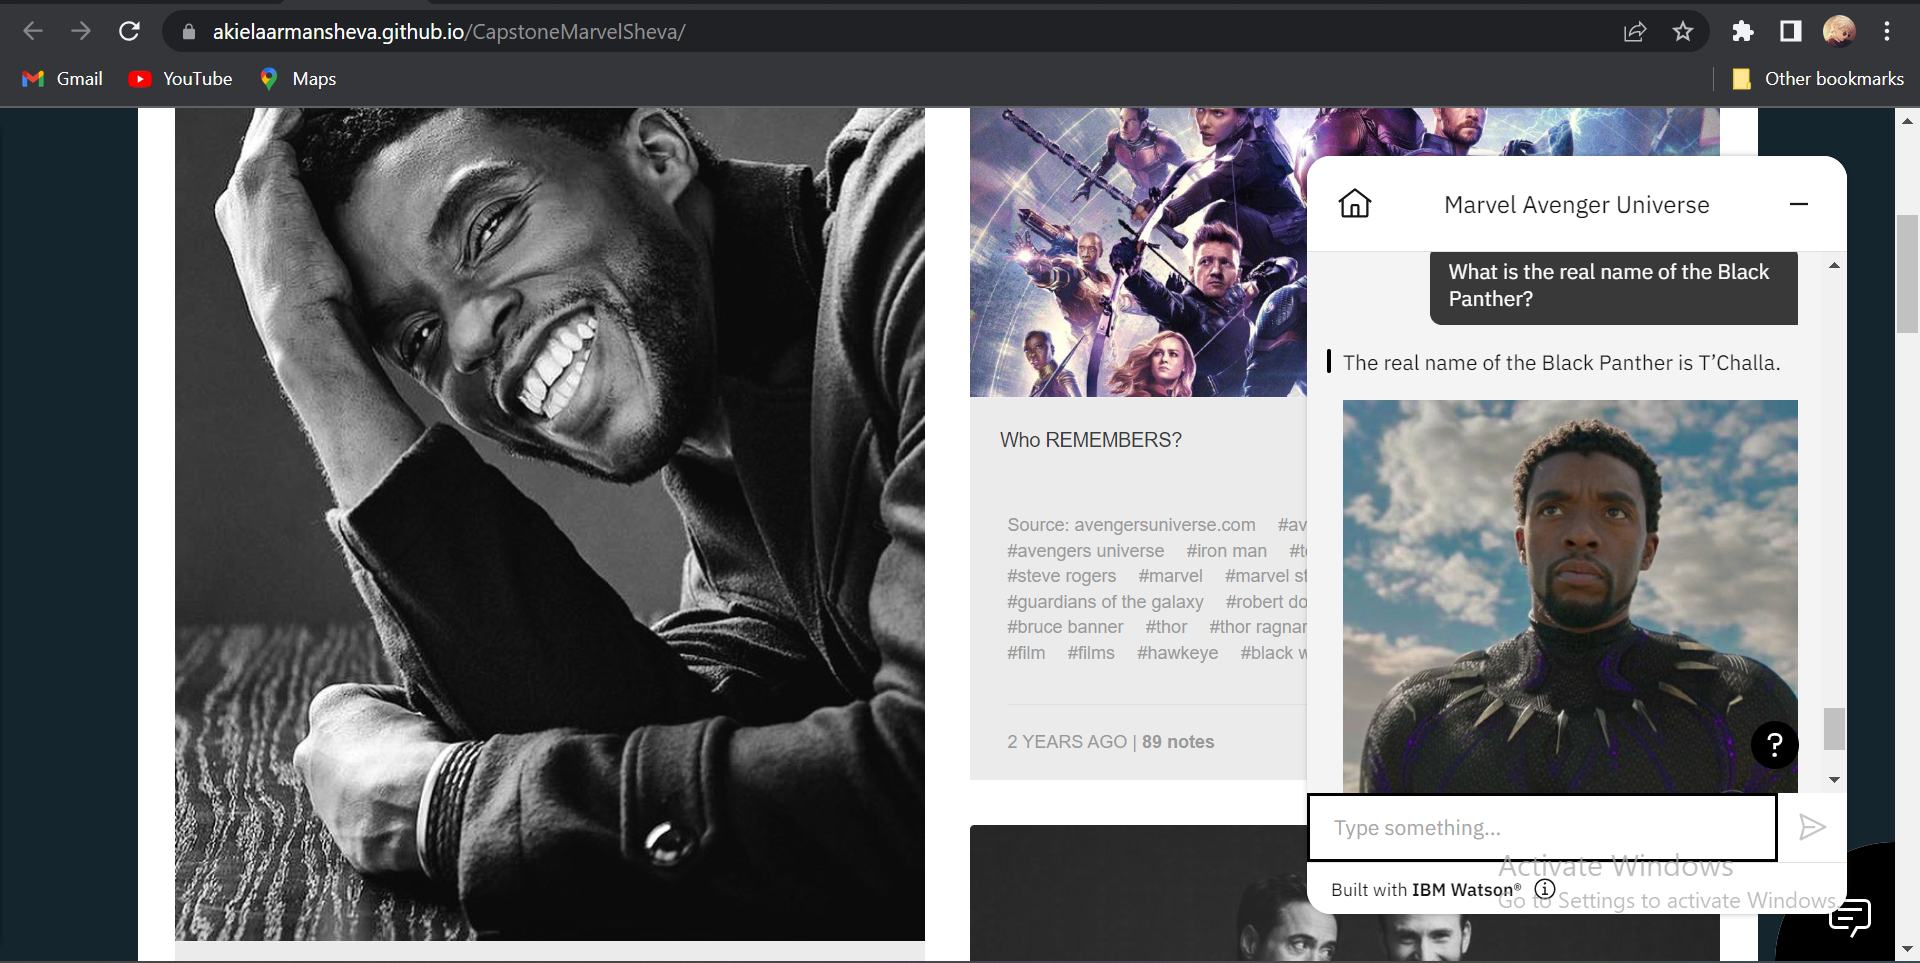 akielaarmansheva.github.io/CapstoneMarvelSheva/
Gmail YouTube Maps Other bookmarks
Who REMEMBERS?
Source: avengersuniverse.com #av
#avengers universe #iron man #t
#steve rogers #marvel #marvel st
#guardians of the galaxy #robert do
#bruce banner #thor #thor ragnar
#film #films #hawkeye #black w
2 YEARS AGO | 89 notes
Marvel Avenger Universe
What is the real name of the Black
Panther?
The real name of the Black Panther is T’Challa.
?
Type something...
Built with IBM Watson®
Activate Windows
Go to Settings to activate Windows.